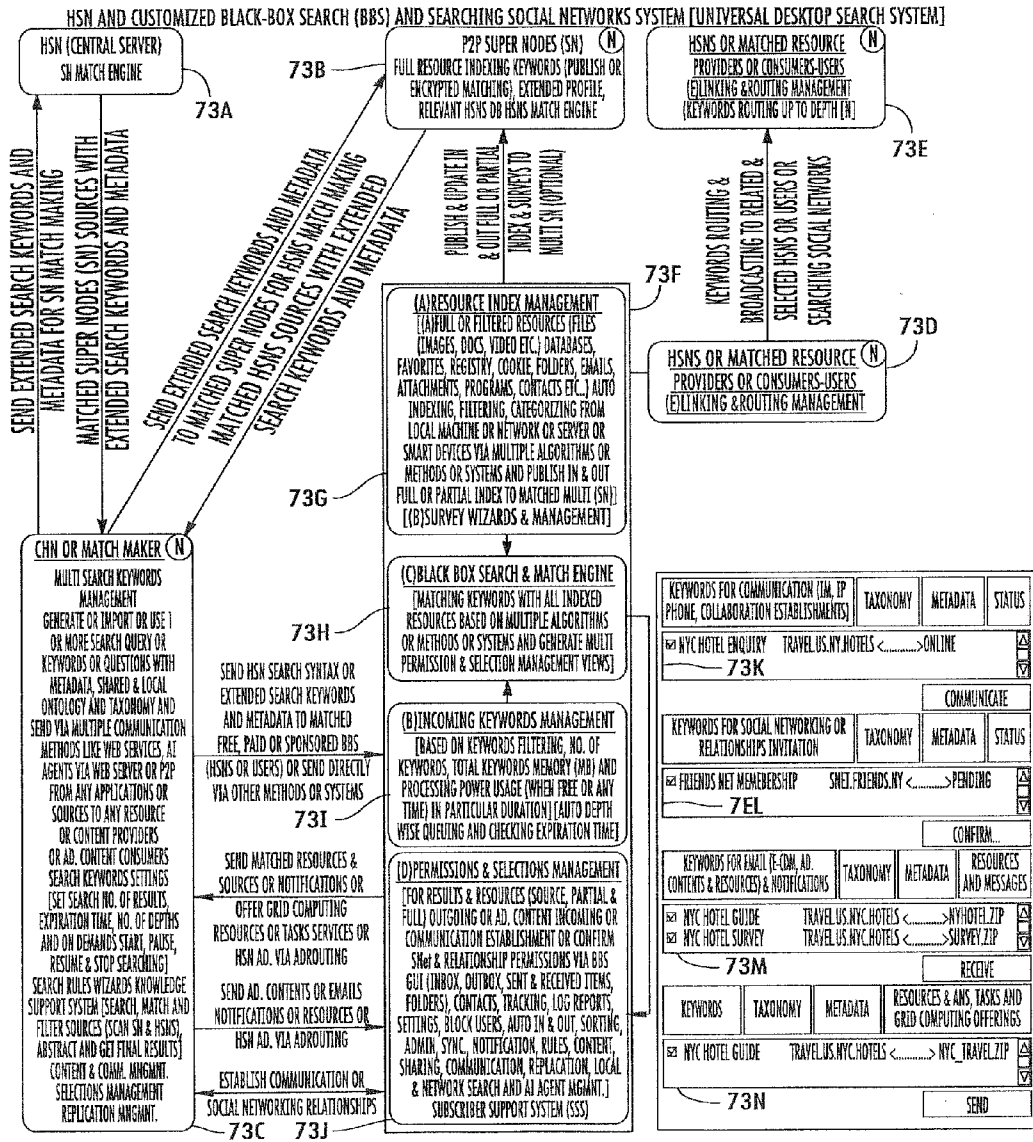 HSN AND CUSTOMIZED BLACK-BOX SEARCH (BBS) AND SEARCHING SOCIAL NETWORKS SYSTEM [UNIVERSAL DESKTOP SEARCH SYSTEM]
HSN (CENTRAL SERVER)
SN MATCH ENGINE
73A
73B
P2P SUPER NODES (SN)
N
FULL RESOURCE INDEXING KEYWORDS (PUBLISH OR
ENCRYPTED MATCHING), EXTENDED PROFILE,
RELEVANT HSNS DB HSNS MATCH ENGINE
HSNS OR MATCHED RESOURCE
N
PROVIDERS OR CONSUMERS-USERS
(E)LINKING &ROUTING MANAGEMENT
(KEYWORDS ROUTING UP TO DEPTH [N]
73E
SEND EXTENDED SEARCH KEYWORDS AND
METADATA FOR SN MATCH MAKING
MATCHED SUPER NODES (SN) SOURCES WITH
EXTENDED SEARCH KEYWORDS AND METADATA
SEND EXTENDED SEARCH KEYWORDS AND METADATA
TO MATCHED SUPER NODES FOR HSNS MATCH MAKING
MATCHED HSNS SOURCES WITH EXTENDED
SEARCH KEYWORDS AND METADATA
PUBLISH & UPDATE IN
& OUT FULL OR PARTIAL
INDEX & SURVEYS TO
MULTI SN (OPTIONAL)
KEYWORDS ROUTING &
BROADCASTING TO RELATED &
SELECTED HSNS OR USERS OR
SEARCHING SOCIAL NETWORKS
73F
(A)RESOURCE INDEX MANAGEMENT
[(A)FULL OR FILTERED RESOURCES (FILES
(IMAGES, DOCS, VIDEO ETC.) DATABASES,
FAVORITES, REGISTRY, COOKIE, FOLDERS, EMAILS,
ATTACHMENTS, PROGRAMS, CONTACTS ETC..) AUTO
INDEXING, FILTERING, CATEGORIZING FROM
LOCAL MACHINE OR NETWORK OR SERVER OR
SMART DEVICES VIA MULTIPLE ALGORITHMS OR
METHODS OR SYSTEMS AND PUBLISH IN & OUT
FULL OR PARTIAL INDEX TO MATCHED MULTI (SN)]
[(B)SURVEY WIZARDS & MANAGEMENT]
73G
HSNS OR MATCHED RESOURCE
N
PROVIDERS OR CONSUMERS-USERS
(E)LINKING &ROUTING MANAGEMENT
73D
CHN OR MATCH MAKER
N
MULTI SEARCH KEYWORDS
MANAGEMENT
GENERATE OR IMPORT OR USE 1
OR MORE SEARCH QUERY OR
KEYWORDS OR QUESTIONS WITH
METADATA, SHARED & LOCAL
ONTOLOGY AND TAXONOMY AND
SEND VIA MULTIPLE COMMUNICATION
METHODS LIKE WEB SERVICES, AI
AGENTS VIA WEB SERVER OR P2P
FROM ANY APPLICATIONS OR
SOURCES TO ANY RESOURCE
OR CONTENT PROVIDERS
OR AD. CONTENT CONSUMERS
SEARCH KEYWORDS SETTINGS
[SET SEARCH NO. OF RESULTS,
EXPIRATION TIME, NO. OF DEPTHS
AND ON DEMANDS START, PAUSE,
RESUME & STOP SEARCHING]
SEARCH RULES WIZARDS KNOWLEDGE
SUPPORT SYSTEM [SEARCH, MATCH AND
FILTER SOURCES (SCAN SN & HSNS),
ABSTRACT AND GET FINAL RESULTS]
CONTENT & COMM. MNGMNT.
SELECTIONS MANAGEMENT
REPLICATION MNGMNT.
73C
(C)BLACK BOX SEARCH & MATCH ENGINE
[MATCHING KEYWORDS WITH ALL INDEXED
RESOURCES BASED ON MULTIPLE ALGORITHMS
OR METHODS OR SYSTEMS AND GENERATE MULTI
PERMISSION & SELECTION MANAGEMENT VIEWS]
73H
SEND HSN SEARCH SYNTAX OR
EXTENDED SEARCH KEYWORDS
AND METADATA TO MATCHED
FREE, PAID OR SPONSORED BBS
(HSNS OR USERS) OR SEND DIRECTLY
VIA OTHER METHODS OR SYSTEMS
(B)INCOMING KEYWORDS MANAGEMENT
[BASED ON KEYWORDS FILTERING, NO. OF
KEYWORDS, TOTAL KEYWORDS MEMORY (MB) AND
PROCESSING POWER USAGE (WHEN FREE OR ANY
TIME) IN PARTICULAR DURATION] [AUTO DEPTH
WISE QUEUING AND CHECKING EXPIRATION TIME]
73I
SEND MATCHED RESOURCES &
SOURCES OR NOTIFICATIONS OR
OFFER GRID COMPUTING
RESOURCES OR TASKS SERVICES OR
HSN AD. VIA ADROUTING
SEND AD. CONTENTS OR EMAILS
NOTIFICATIONS OR RESOURCES OR
HSN AD. VIA ADROUTING
ESTABLISH COMMUNICATION OR
SOCIAL NETWORKING RELATIONSHIPS
(D)PERMISSIONS & SELECTIONS MANAGEMENT
[FOR RESULTS & RESOURCES (SOURCE, PARTIAL &
FULL) OUTGOING OR AD. CONTENT INCOMING OR
COMMUNICATION ESTABLISHMENT OR CONFIRM
SNet & RELATIONSHIP PERMISSIONS VIA BBS
GUI (INBOX, OUTBOX, SENT & RECEIVED ITEMS,
FOLDERS), CONTACTS, TRACKING, LOG REPORTS,
SETTINGS, BLOCK USERS, AUTO IN & OUT, SORTING,
ADMIN, SYNC., NOTIFICATION, RULES, CONTENT,
SHARING, COMMUNICATION, REPLACATION, LOCAL
& NETWORK SEARCH AND AI AGENT MGMNT.]
SUBSCRIBER SUPPORT SYSTEM (SSS)
73J
KEYWORDS FOR COMMUNICATION (IM, IP
PHONE, COLLABORATION ESTABLISHMENTS]
TAXONOMY
METADATA
STATUS
NYC HOTEL ENQUIRY TRAVEL.US.NY.HOTELS <..........>ONLINE
73K
COMMUNICATE
KEYWORDS FOR SOCIAL NETWORKING OR
RELATIONSHIPS INVITATION
TAXONOMY
METADATA
STATUS
FRIENDS NET MEMEBERSHIP SNET.FRIENDS.NY <..........>PENDING
7EL
CONFIRM...
KEYWORDS FOR EMAIL [E-COM, AD.
CONTENTS & RESOURCES) & NOTIFICATIONS
TAXONOMY
METADATA
RESOURCES
AND MESSAGES
NYC HOTEL GUIDE TRAVEL.US.NYC.HOTELS <..........>NYHOTEL.ZIP
NYC HOTEL SURVEY TRAVEL.US.NYC.HOTELS <..........>SURVEY.ZIP
73M
RECEIVE
KEYWORDS
TAXONOMY
METADATA
RESOURCES & ANS, TASKS AND
GRID COMPUTING OFFERINGS
NYC HOTEL GUIDE TRAVEL.US.NYC.HOTELS <..........> NYC_TRAVEL.ZIP
73N
SEND